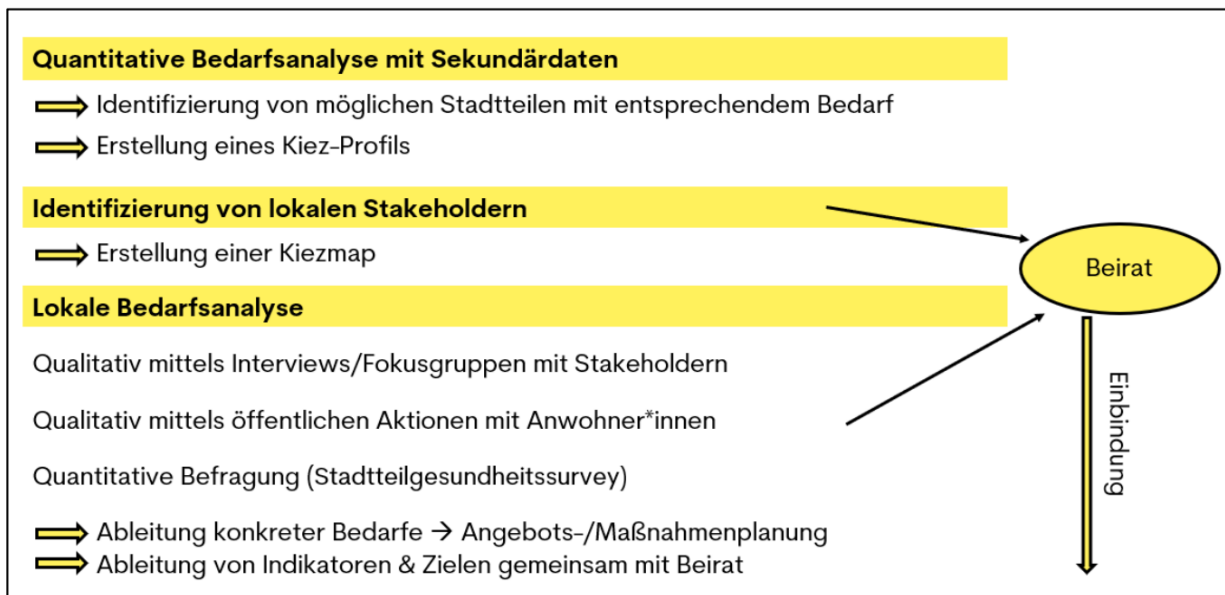 Quantitative Bedarfsanalyse mit Sekundärdaten
Identifizierung von möglichen Stadtteilen mit entsprechendem Bedarf
Erstellung eines Kiez-Profils
Identifizierung von lokalen Stakeholdern
Erstellung einer Kiezmap
Beirat
Lokale Bedarfsanalyse
Qualitativ mittels Interviews/Fokusgruppen mit Stakeholdern
Qualitativ mittels öffentlichen Aktionen mit Anwohner*innen
Einbindung
Quantitative Befragung (Stadtteilgesundheitssurvey)
Ableitung konkreter Bedarfe → Angebots-/Maßnahmenplanung
Ableitung von Indikatoren & Zielen gemeinsam mit Beirat